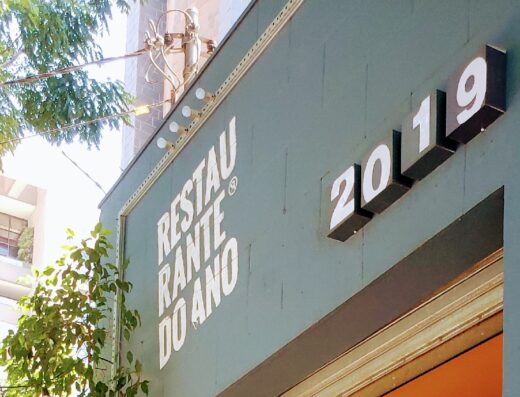 RESTAU
RANTE®
DO ANO
2019